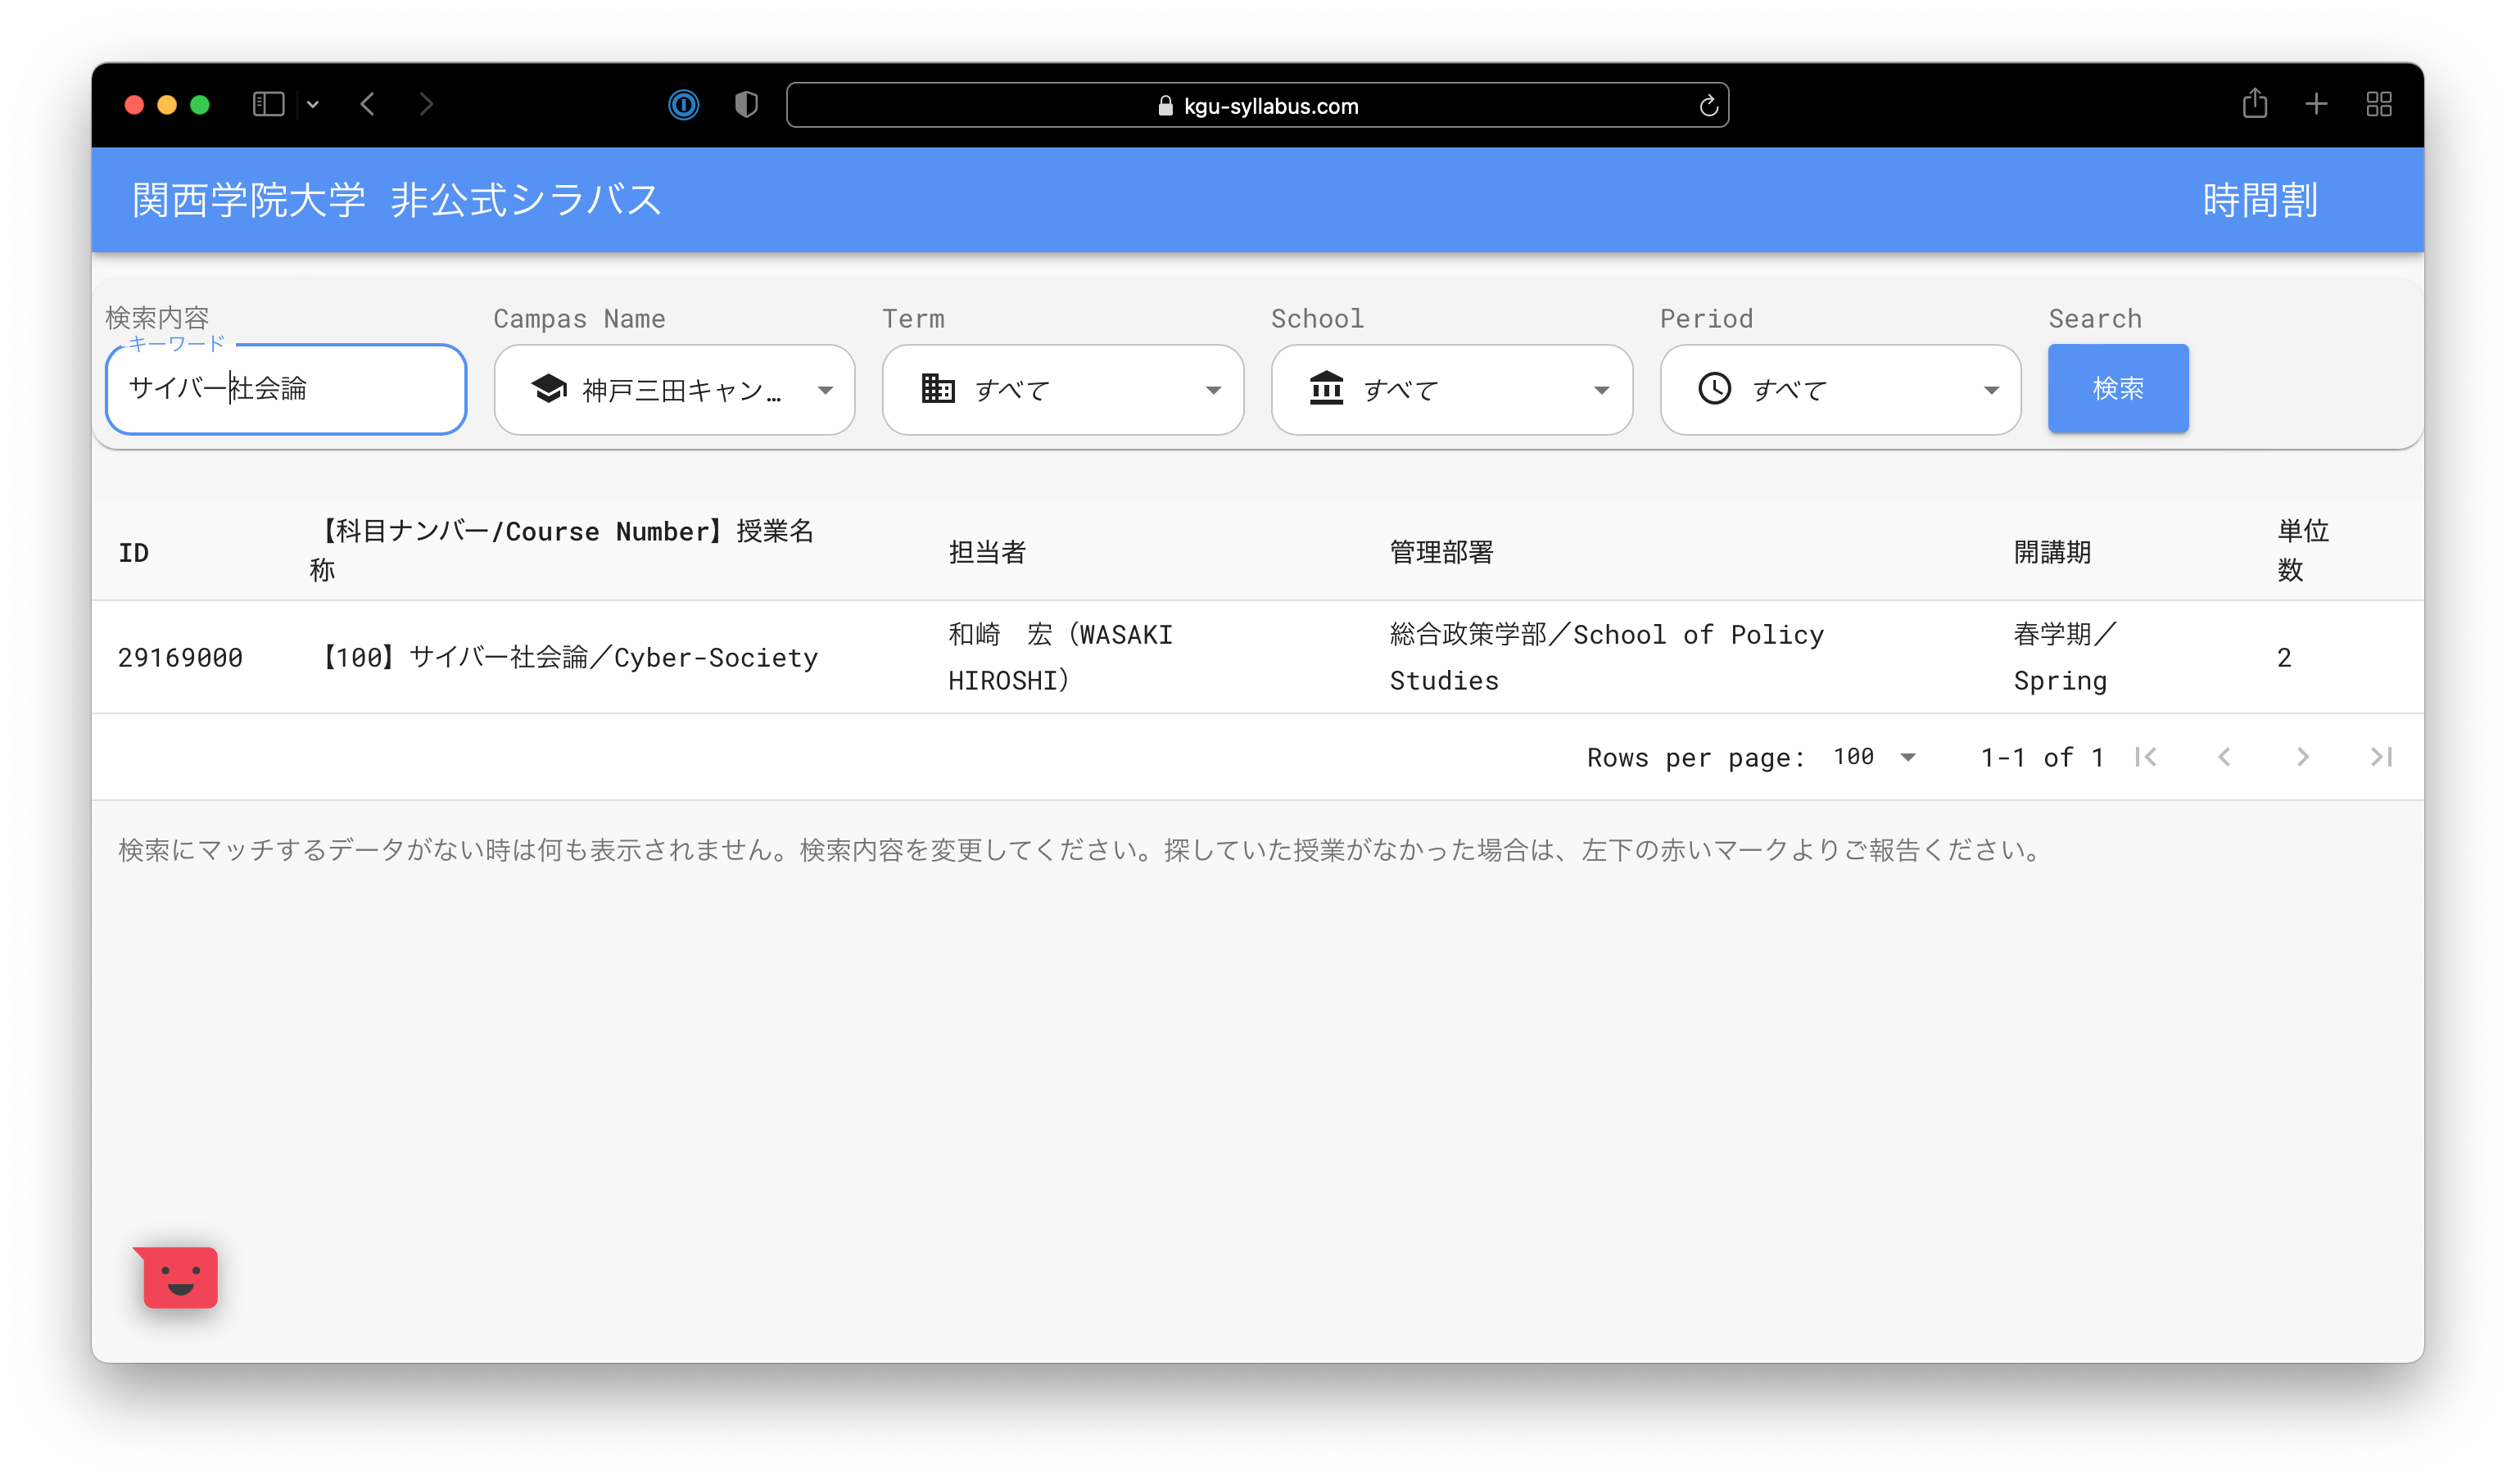 kgu-syllabus.com
関西学院大学 非公式シラバス
時間割
検索内容
Campas Name
Term
School
Period
Search
キーワード
サイバー社会論
神戸三田キャン…
すべて
すべて
すべて
検索
ID
【科目ナンバー/Course Number】授業名
称
担当者
管理部署
開講期
単位
数
29169000
【100】サイバー社会論／Cyber-Society
和崎　宏（WASAKI
HIROSHI）
総合政策学部／School of Policy
Studies
春学期／
Spring
2
Rows per page: 100
1-1 of 1
検索にマッチするデータがない時は何も表示されません。検索内容を変更してください。探していた授業がなかった場合は、左下の赤いマークよりご報告ください。